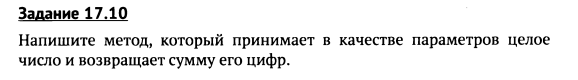 Задание 17.10
Напишите метод, который принимает в качестве параметров целое
число и возвращает сумму его цифр.